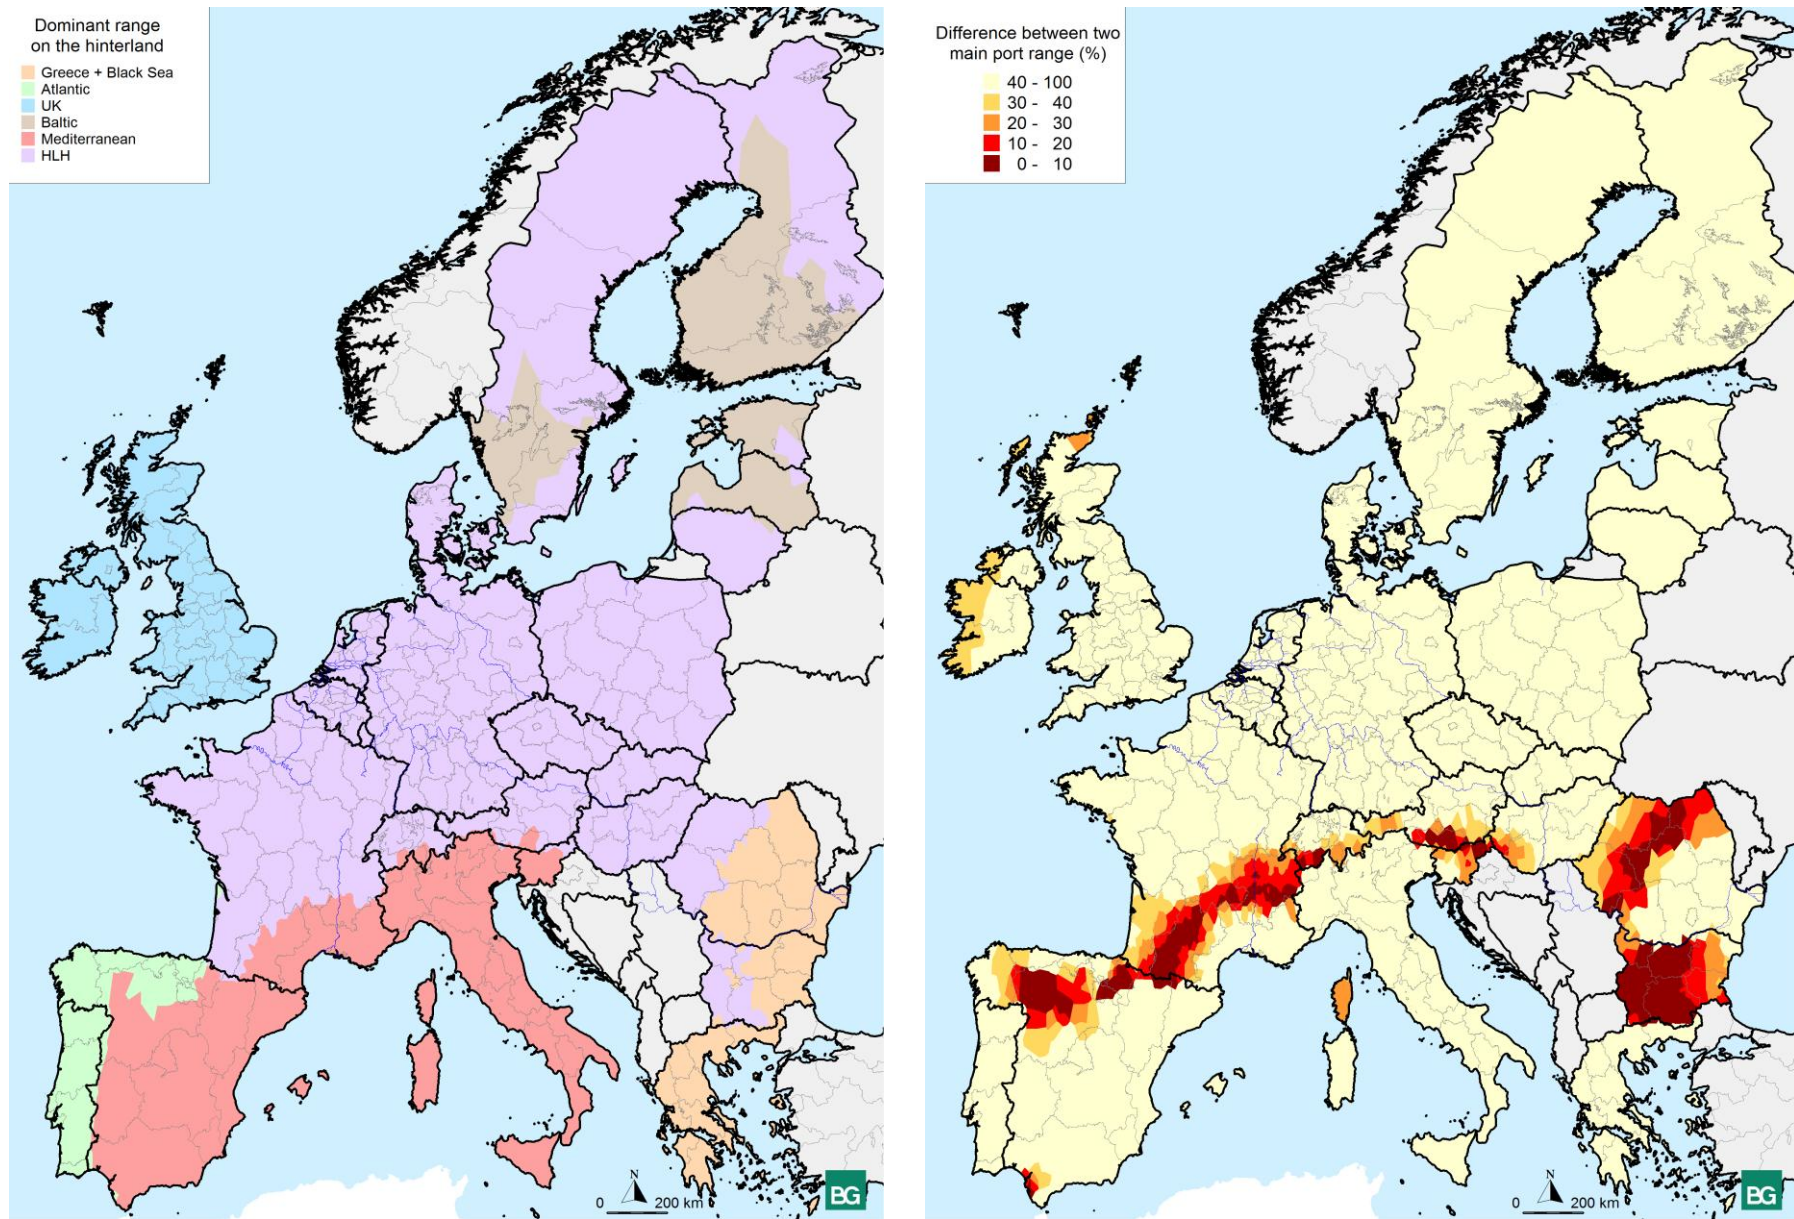 Dominant range
on the hinterland
Greece + Black Sea
Atlantic
UK
Baltic
Mediterranean
HLH
N
0 200 km
BG
Difference between two
main port range (%)
40 - 100
30 - 40
20 - 30
10 - 20
0 - 10
N
0 200 km
BG